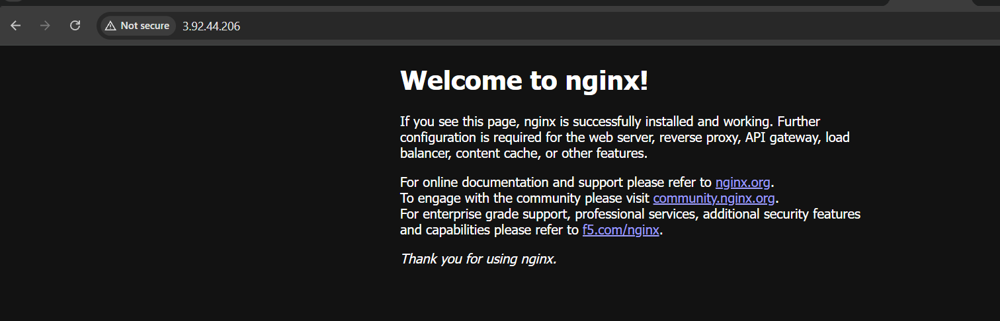 Not secure 3.92.44.206
Welcome to nginx!
If you see this page, nginx is successfully installed and working. Further
configuration is required for the web server, reverse proxy, API gateway, load
balancer, content cache, or other features.
For online documentation and support please refer to nginx.org.
To engage with the community please visit community.nginx.org.
For enterprise grade support, professional services, additional security features
and capabilities please refer to f5.com/nginx.
Thank you for using nginx.